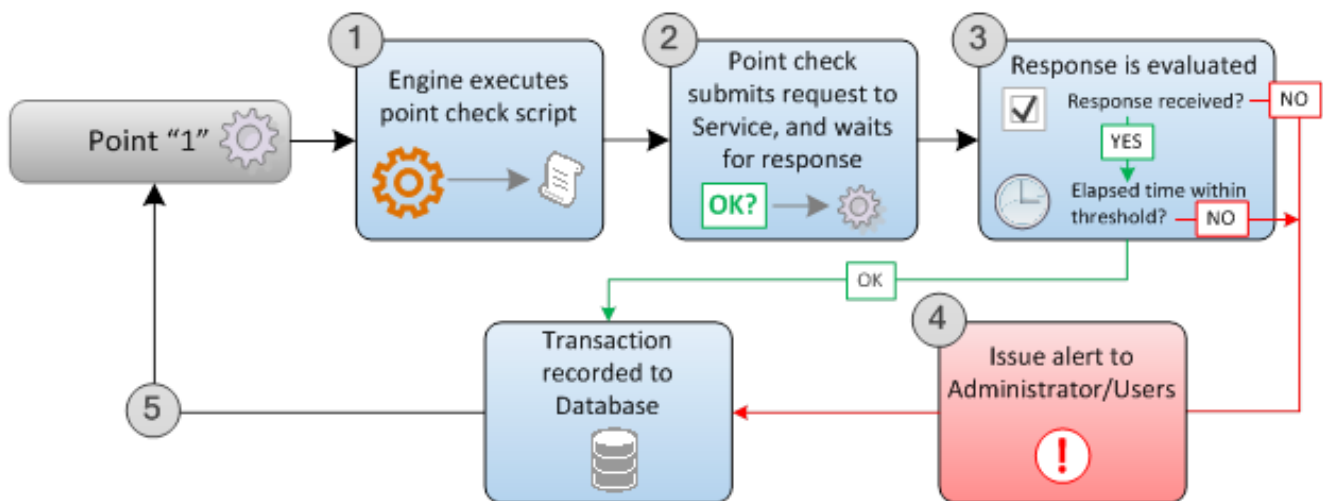 Point “1”
1
Engine executes
point check script
2
Point check
submits request to
Service, and waits
for response
OK?
3
Response is evaluated
Response received?
NO
YES
Elapsed time within
threshold?
NO
OK
Transaction
recorded to
Database
4
Issue alert to
Administrator/Users
!
5